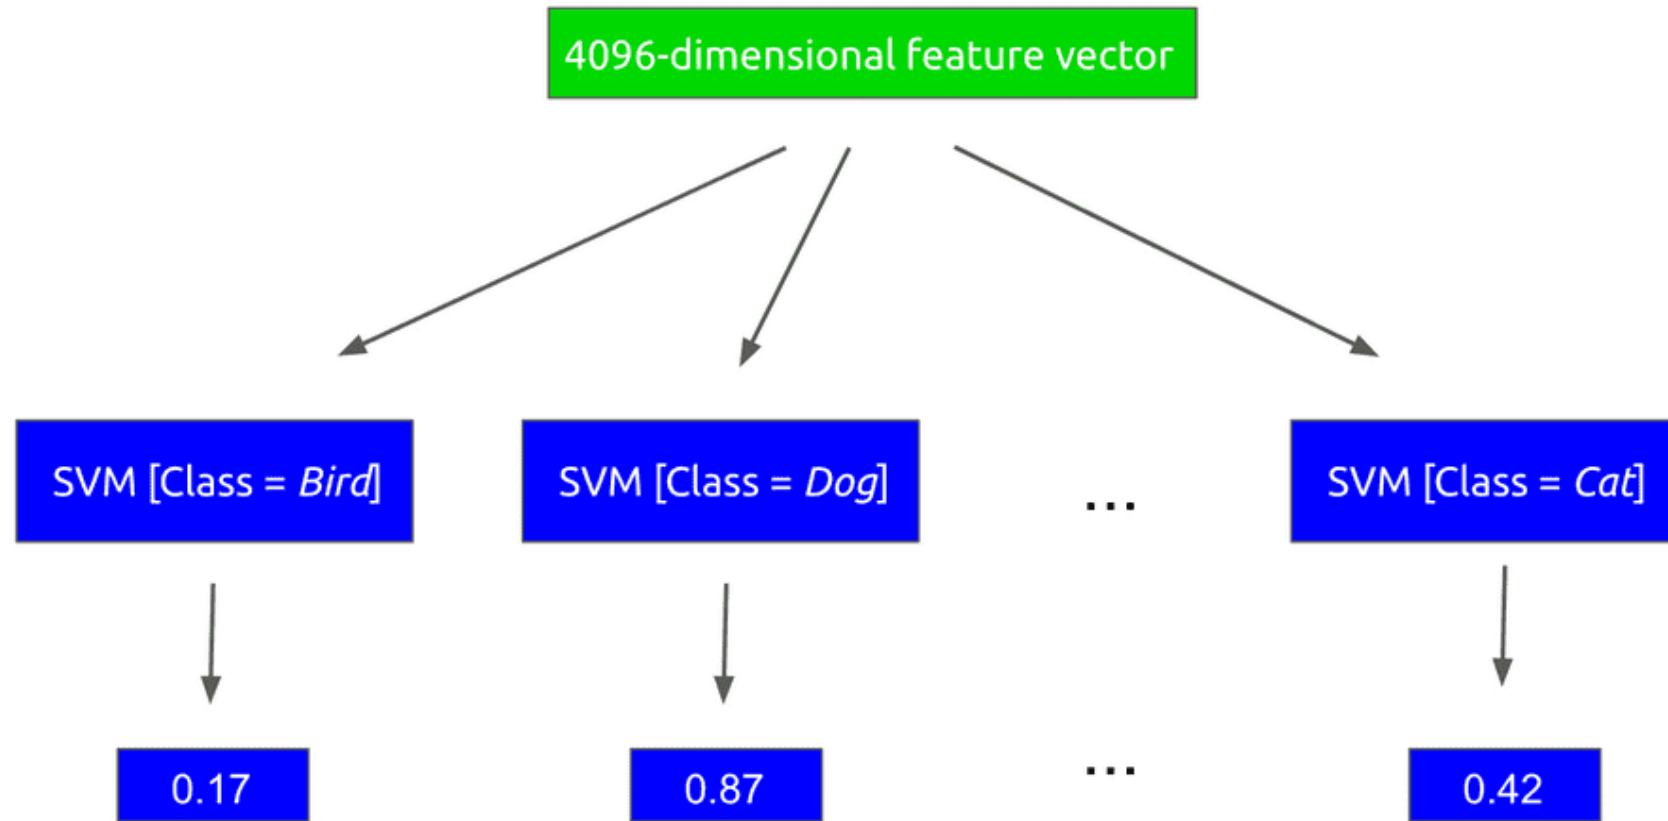 4096-dimensional feature vector
SVM [Class = Bird]
SVM [Class = Dog]
...
SVM [Class = Cat]
0.17
0.87
...
0.42